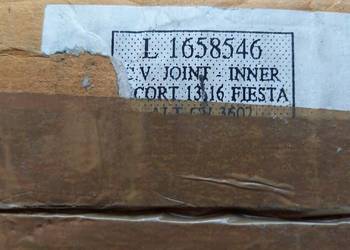 L 1658546
V. JOINT - INNER
CORT 13/16 FIESTA